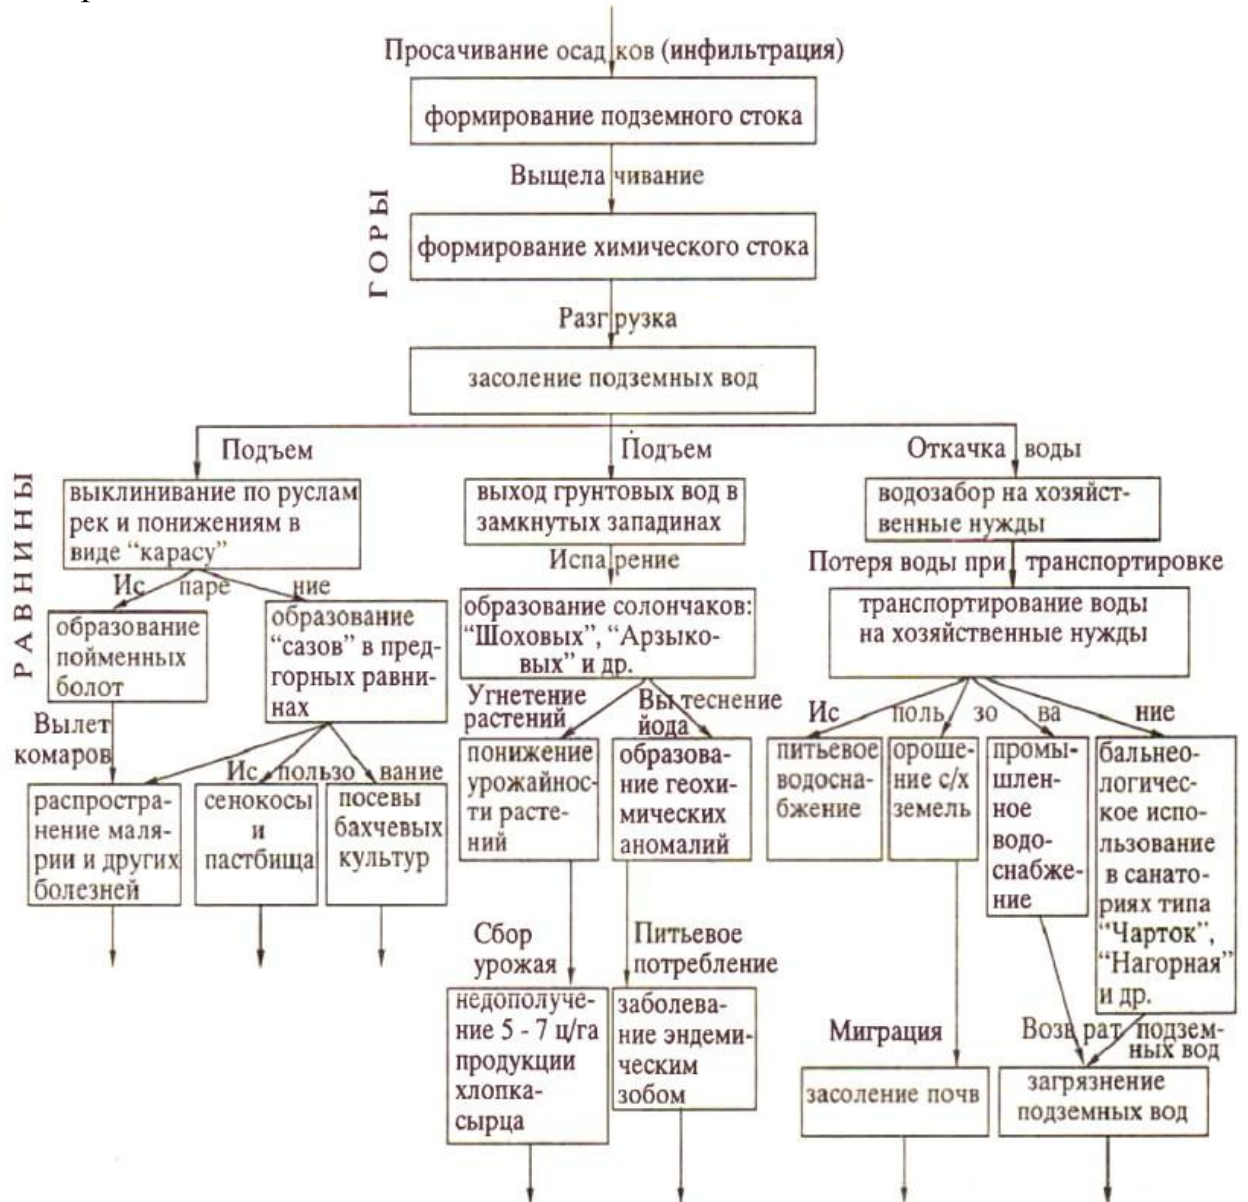 Просачивание осадков (инфильтрация)
формирование подземного стока
Выщелачивание
ГОРЫ
формирование химического стока
Разгрузка
засоление подземных вод
Подъем
Подъем
Откачка воды
РАВНИНЫ
выклинивание по руслам
рек и понижениям в
виде “карасу”
выход грунтовых вод в
замкнутых западинах
водозабор на хозяйст-
венные нужды
Испарение
Испарение
Потеря воды при транспортировке
образование
пойменных
болот
образование
“сазов” в пред-
горных равни-
нах
образование солончаков:
“Шоховых”, “Арзыко-
вых” и др.
транспортирование воды
на хозяйственные нужды
Вылет
комаров
Использование
Угнетение
растений
Вытеснение
йода
Использование
распростра-
нение маля-
рии и других
болезней
сенокосы
и
пастбища
посевы
бахчевых
культур
понижение
урожайнос-
ти расте-
ний
образова-
ние геохи-
мических
аномалий
питьевое
водосна-
бжение
ороше-
ние с/х
земель
промы-
шлен-
ное
водо-
снабже-
ние
бальнео-
логичес-
кое испо-
льзование
в санато-
риях типа
“Чарток”,
“Нагорная”
и др.
Сбор
урожая
Питьевое
потребление
недополуче-
ние 5 - 7 ц/га
продукции
хлопка-
сырца
заболева-
ние эндеми-
ческим
зобом
Миграция
Возврат подзем-
ных вод
засоление почв
загрязнение
подземных вод